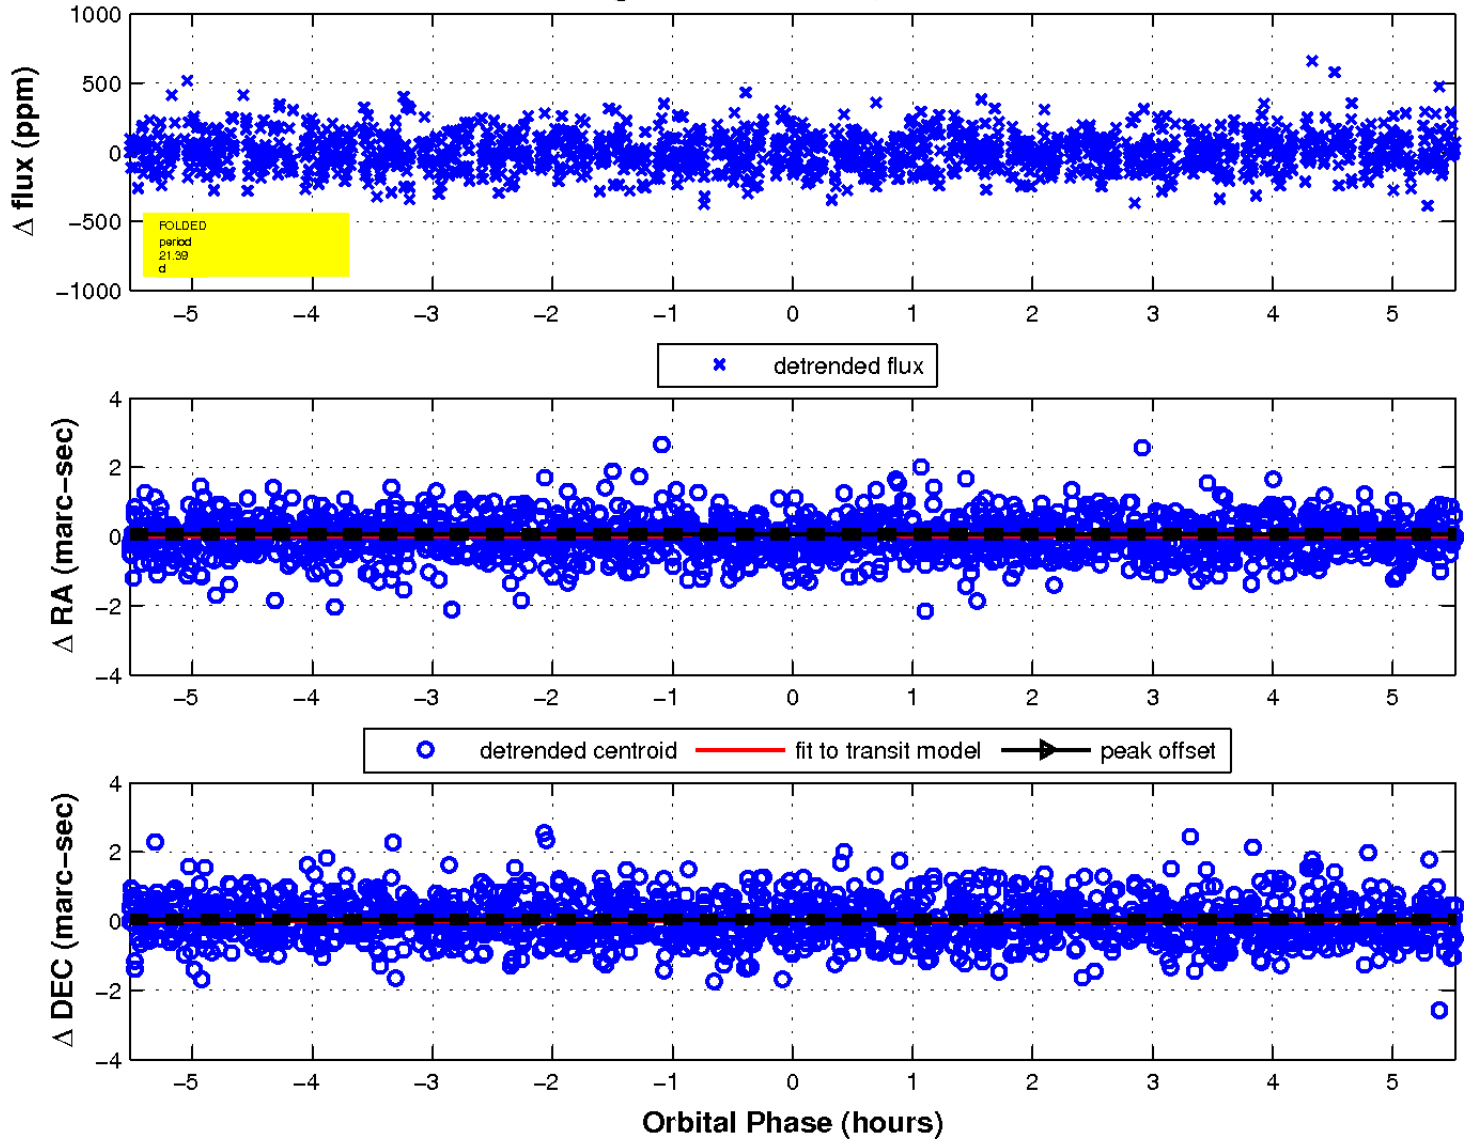 1000
500
0
−500
−1000
Δ flux (ppm)
FOLDED
period
21.39
d
−5 −4 −3 −2 −1 0 1 2 3 4 5
detrended flux
4
2
0
−2
−4
Δ RA (marc−sec)
−5 −4 −3 −2 −1 0 1 2 3 4 5
detrended centroid fit to transit model peak offset
4
2
0
−2
−4
Δ DEC (marc−sec)
−5 −4 −3 −2 −1 0 1 2 3 4 5
Orbital Phase (hours)